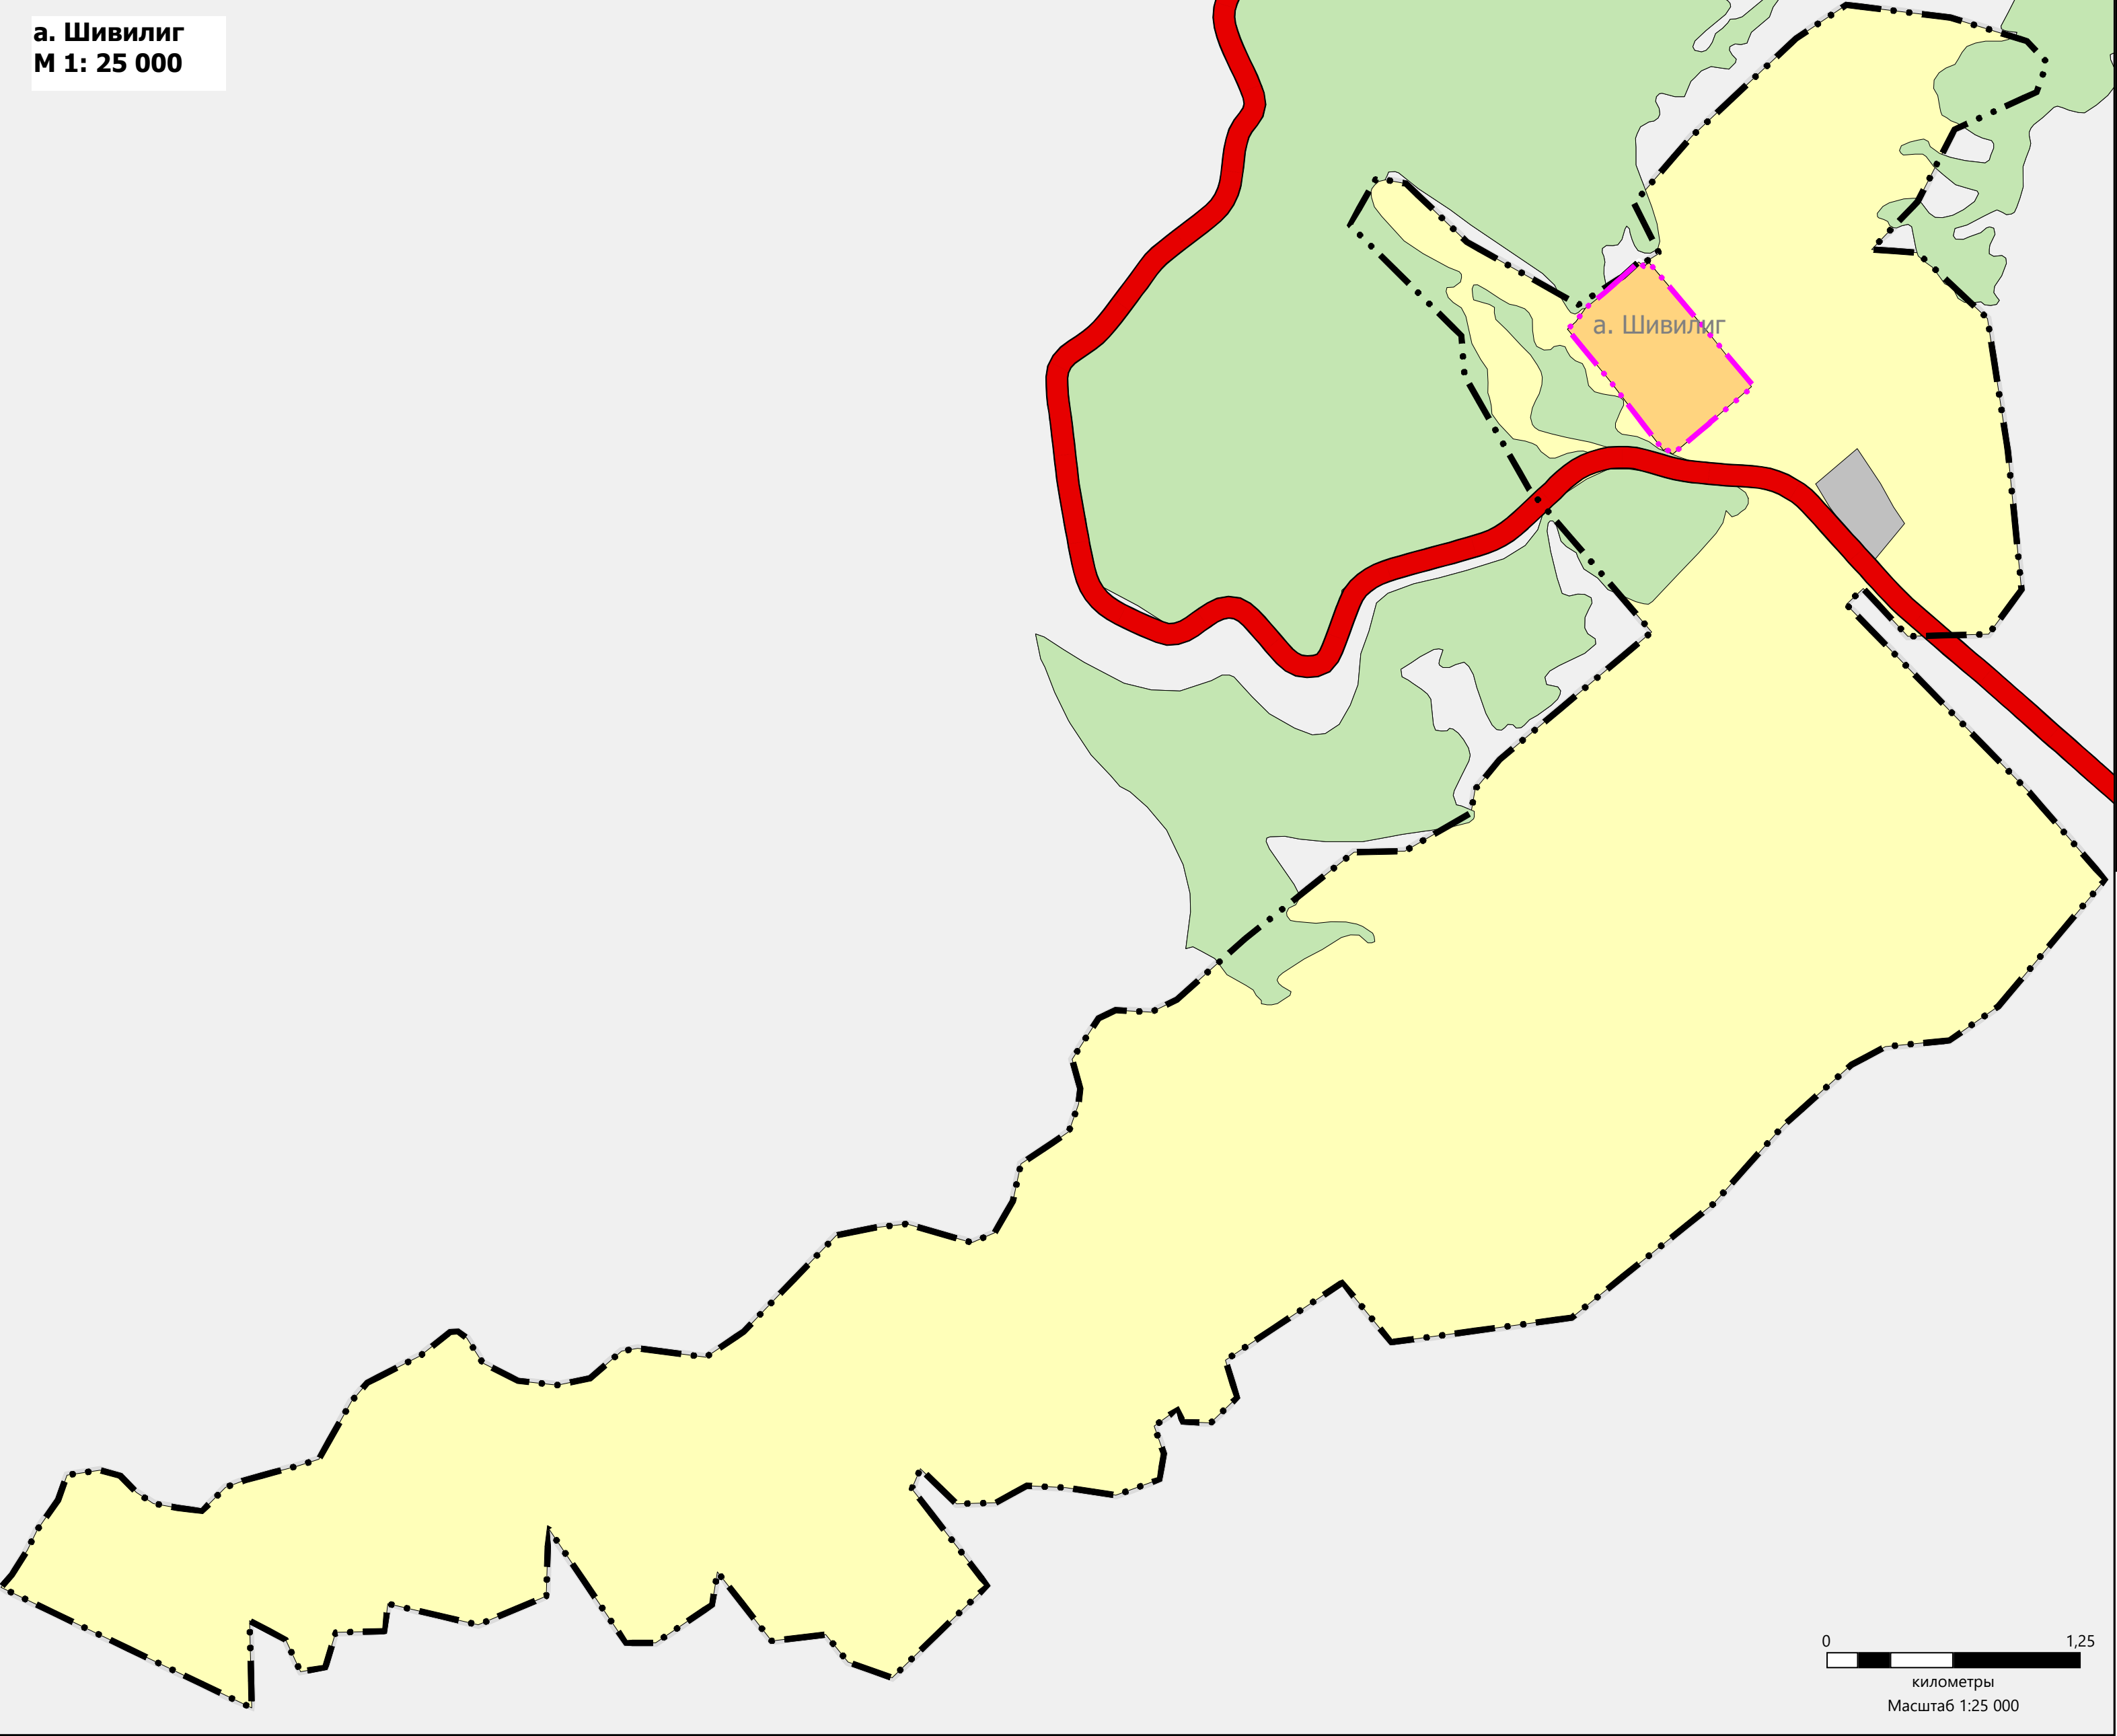 а. Шивилиг
М 1: 25 000
а. Шивилиг
0 1,25
километры
Масштаб 1:25 000